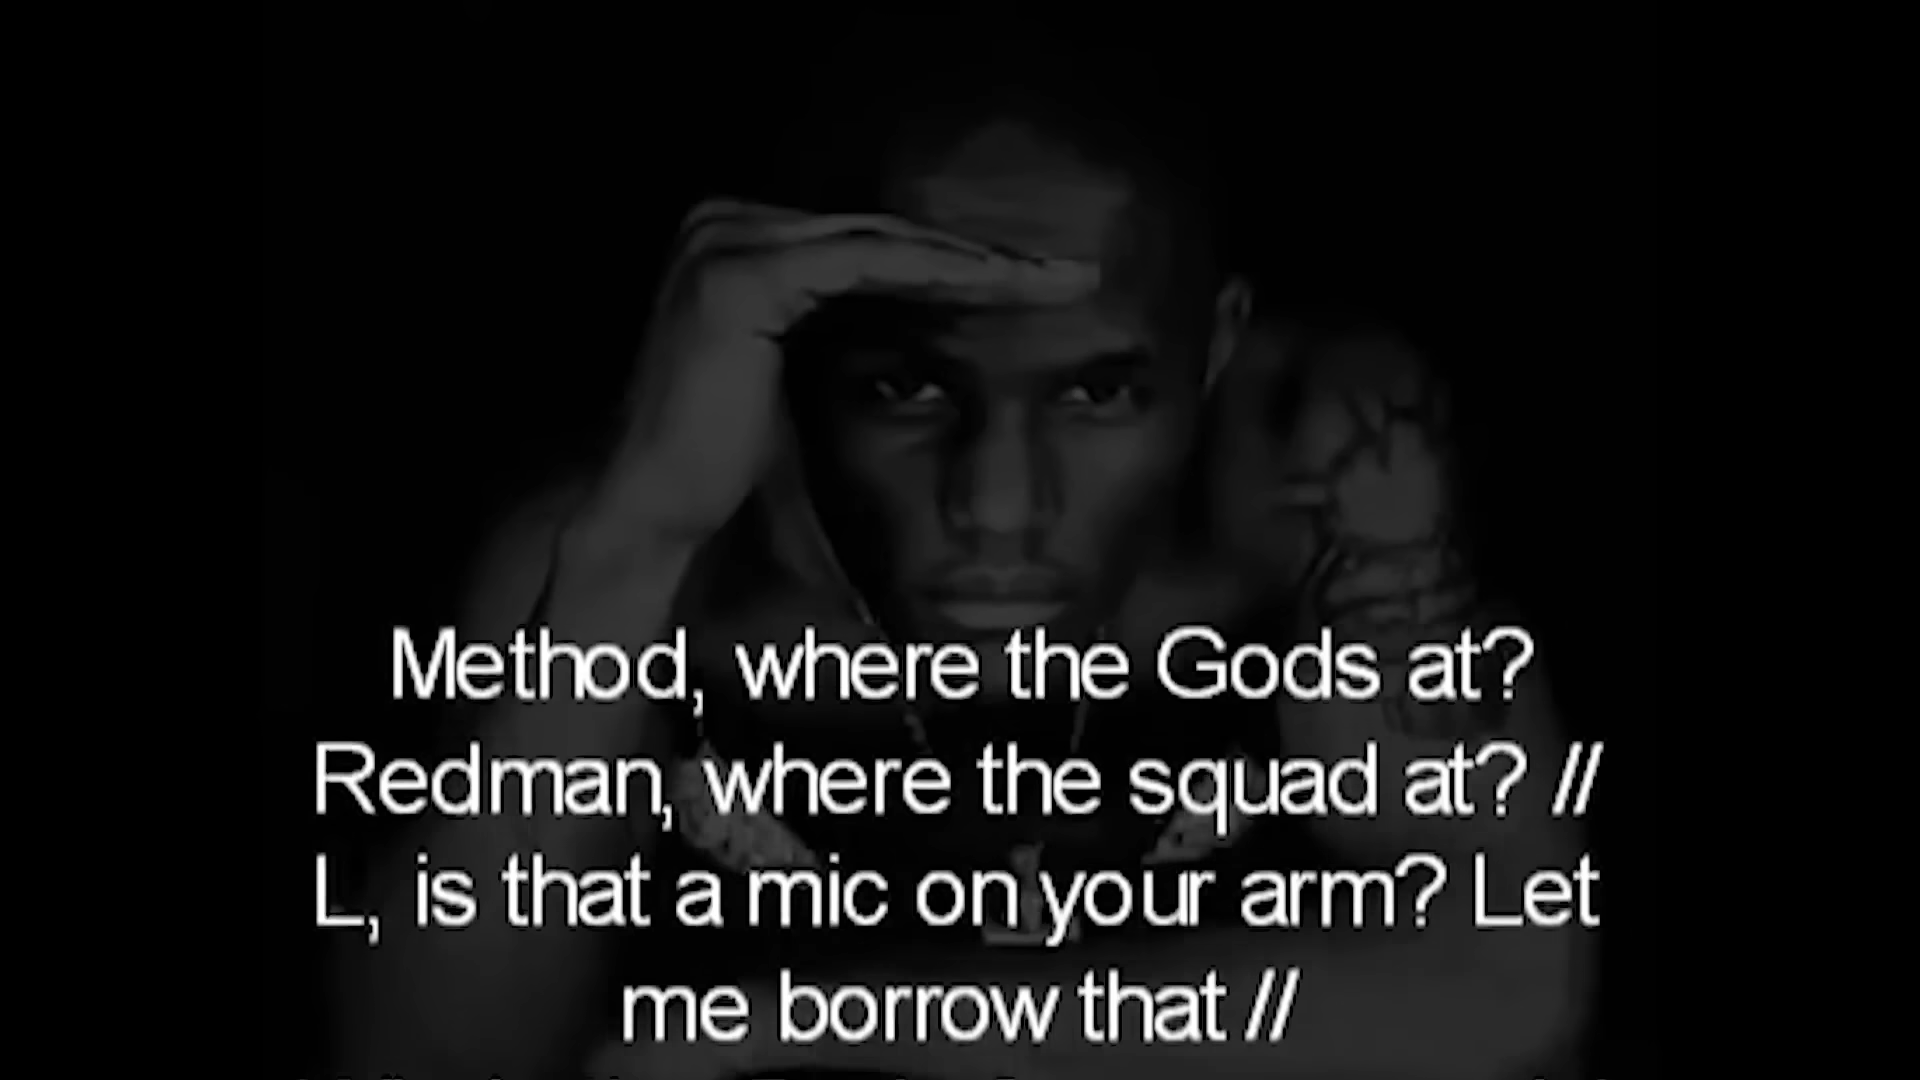 Method, where the Gods at?
Redman, where the squad at? //
L, is that a mic on your arm? Let
me borrow that //